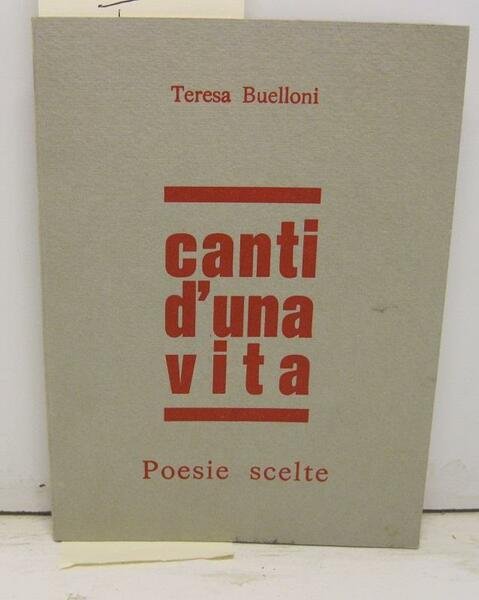 Teresa Buelloni
canti
d'una
vita
Poesie scelte